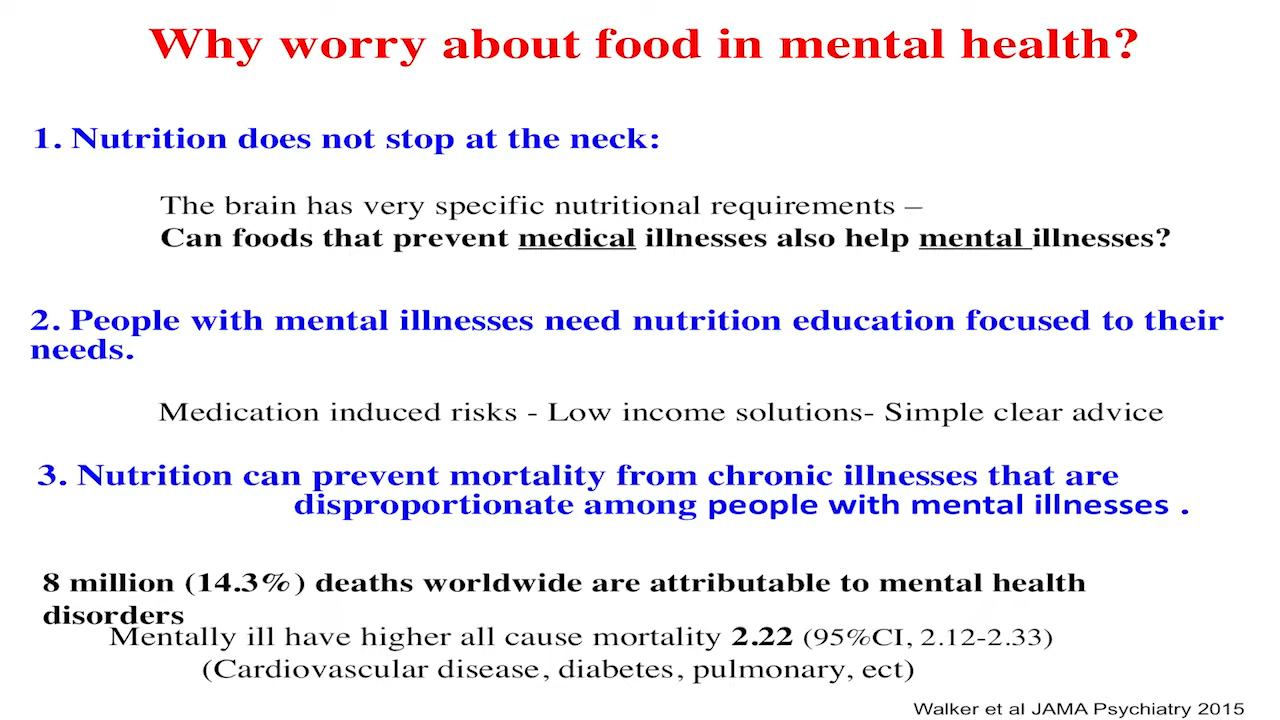 Why worry about food in mental health?
1. Nutrition does not stop at the neck:
The brain has very specific nutritional requirements –
Can foods that prevent medical illnesses also help mental illnesses?
2. People with mental illnesses need nutrition education focused to their
needs.
Medication induced risks - Low income solutions- Simple clear advice
3. Nutrition can prevent mortality from chronic illnesses that are
disproportionate among people with mental illnesses .
8 million (14.3%) deaths worldwide are attributable to mental health
disorders
Mentally ill have higher all cause mortality 2.22 (95%CI, 2.12-2.33)
(Cardiovascular disease, diabetes, pulmonary, ect)
Walker et al JAMA Psychiatry 2015